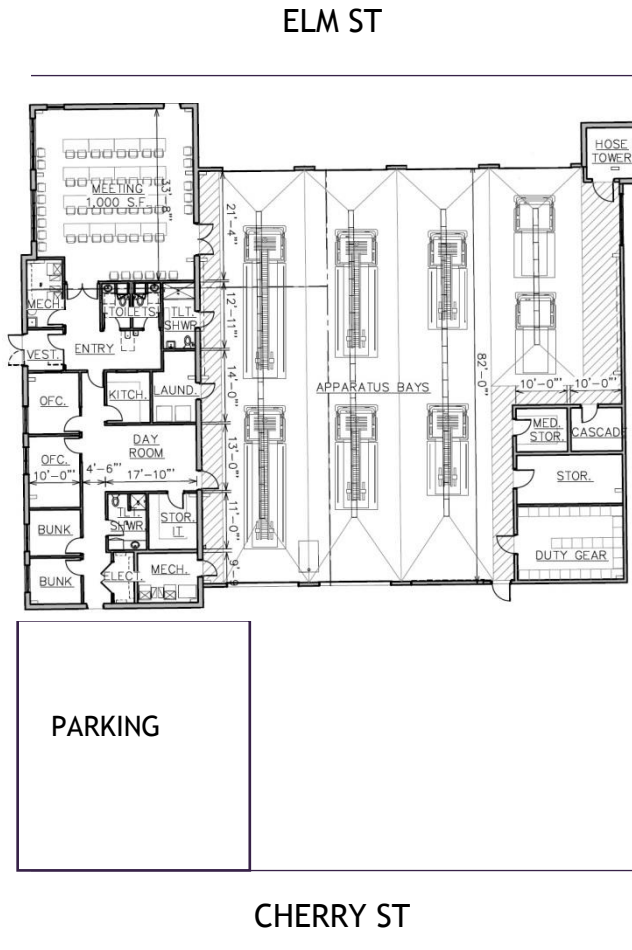 ELM ST
HOSE
TOWER
MEETING
1,000 S.F.
33'-8"
21'-4"
MECH.
TOILETS
TLT.
SHWR.
12'-11"
VEST.
ENTRY
OFC.
KITCH.
LAUND.
14'-0"
APPARATUS BAYS
82'-0"
10'-0"
10'-0"
MED.
STOR.
CASCADE
DAY
ROOM
OFC.
10'-0"
4'-6"
17'-10"
13'-0"
STOR.
TLT.
SHWR.
STOR.
I.T.
11'-0"
BUNK
DUTY GEAR
BUNK
ELECT.
MECH.
PARKING
CHERRY ST